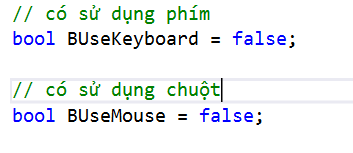 // có sử dụng phím
bool BUseKeyboard = false;
// có sử dụng chuột
bool BUseMouse = false;